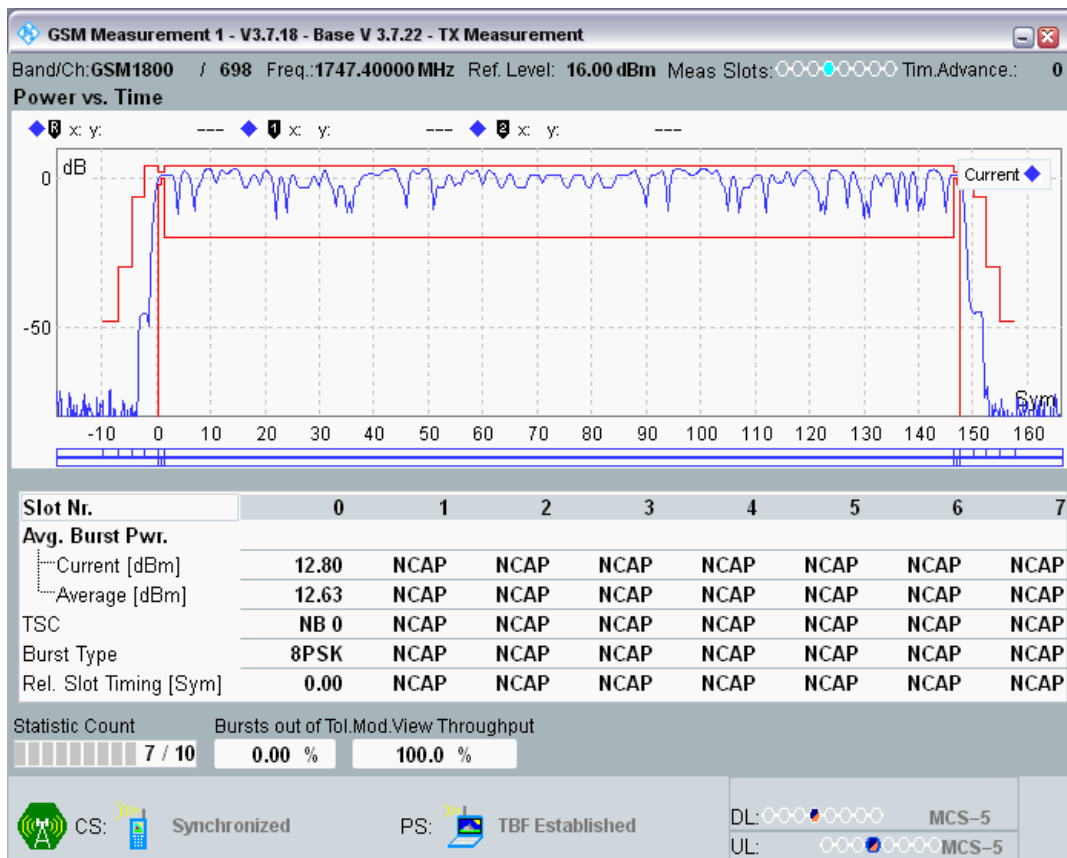 GSM Measurement 1 - V3.7.18 - Base V 3.7.22 - TX Measurement
Band/Ch:GSM1800 / 698 Freq.:1747.40000 MHz Ref. Level: 16.00 dBm Meas Slots: Tim.Advance.: 0
Power vs. Time
R x: y: --- 1 x: y: --- 2 x: y: ---
dB
0
Current
-50
Sym
-10 0 10 20 30 40 50 60 70 80 90 100 110 120 130 140 150 160
Slot Nr. 0 1 2 3 4 5 6 7
Avg. Burst Pwr.
Current [dBm] 12.80 NCAP NCAP NCAP NCAP NCAP NCAP NCAP
Average [dBm] 12.63 NCAP NCAP NCAP NCAP NCAP NCAP NCAP
TSC NB 0 NCAP NCAP NCAP NCAP NCAP NCAP NCAP
Burst Type 8PSK NCAP NCAP NCAP NCAP NCAP NCAP NCAP
Rel. Slot Timing [Sym] 0.00 NCAP NCAP NCAP NCAP NCAP NCAP NCAP
Statistic Count Bursts out of Tol.Mod.View Throughput
7 / 10 0.00 % 100.0 %
CS: Synchronized PS: TBF Established DL: MCS-5
UL: MCS-5